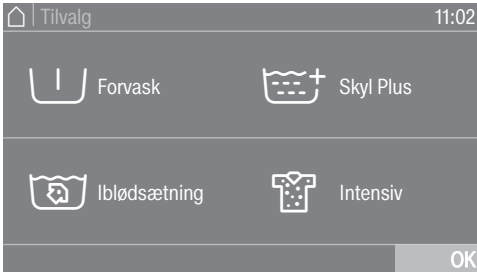 Tilvalg 11:02
Forvask
Skyl Plus
Iblødsætning
Intensiv
OK